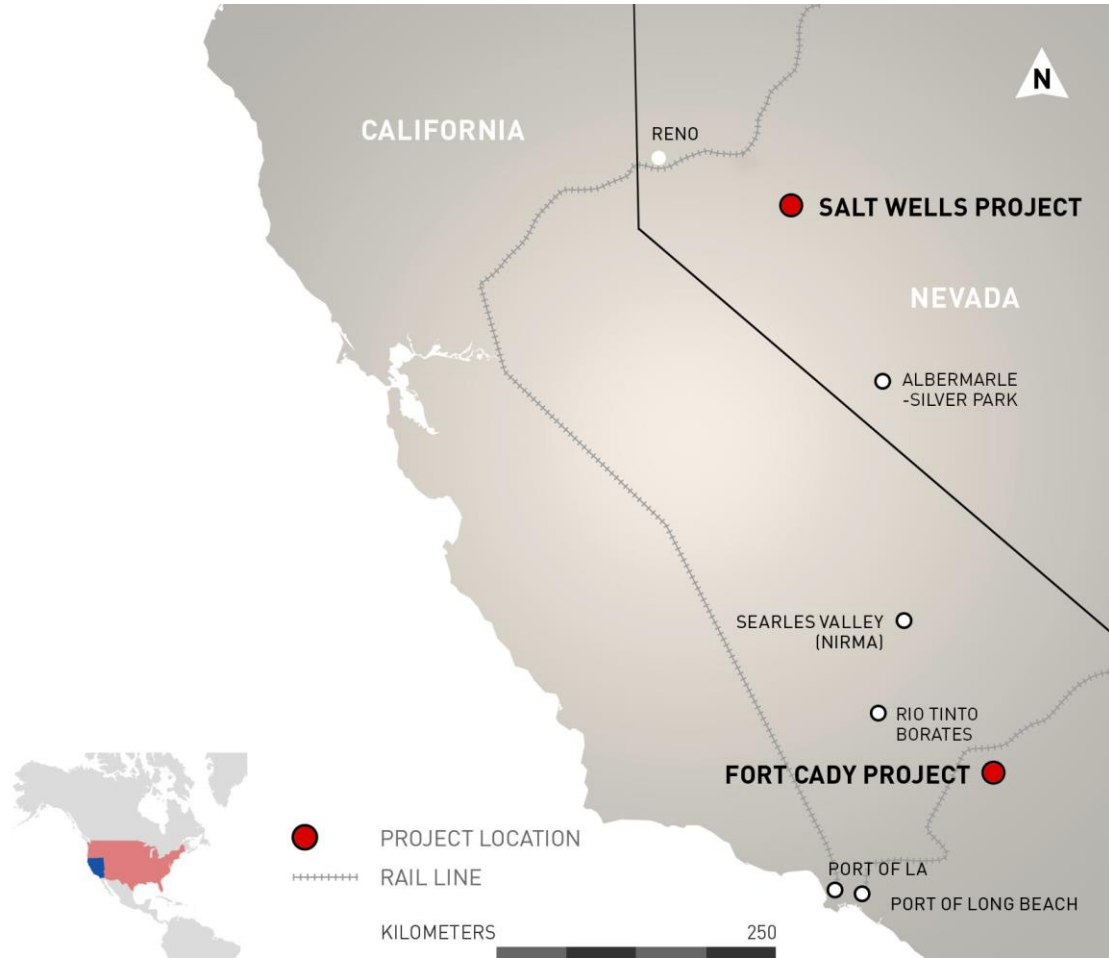 N
CALIFORNIA
RENO
SALT WELLS PROJECT
NEVADA
ALBERMARLE
-SILVER PARK
SEARLES VALLEY
(NIRMA)
RIO TINTO
BORATES
FORT CADY PROJECT
PROJECT LOCATION
PORT OF LA
RAIL LINE
PORT OF LONG BEACH
KILOMETERS 250